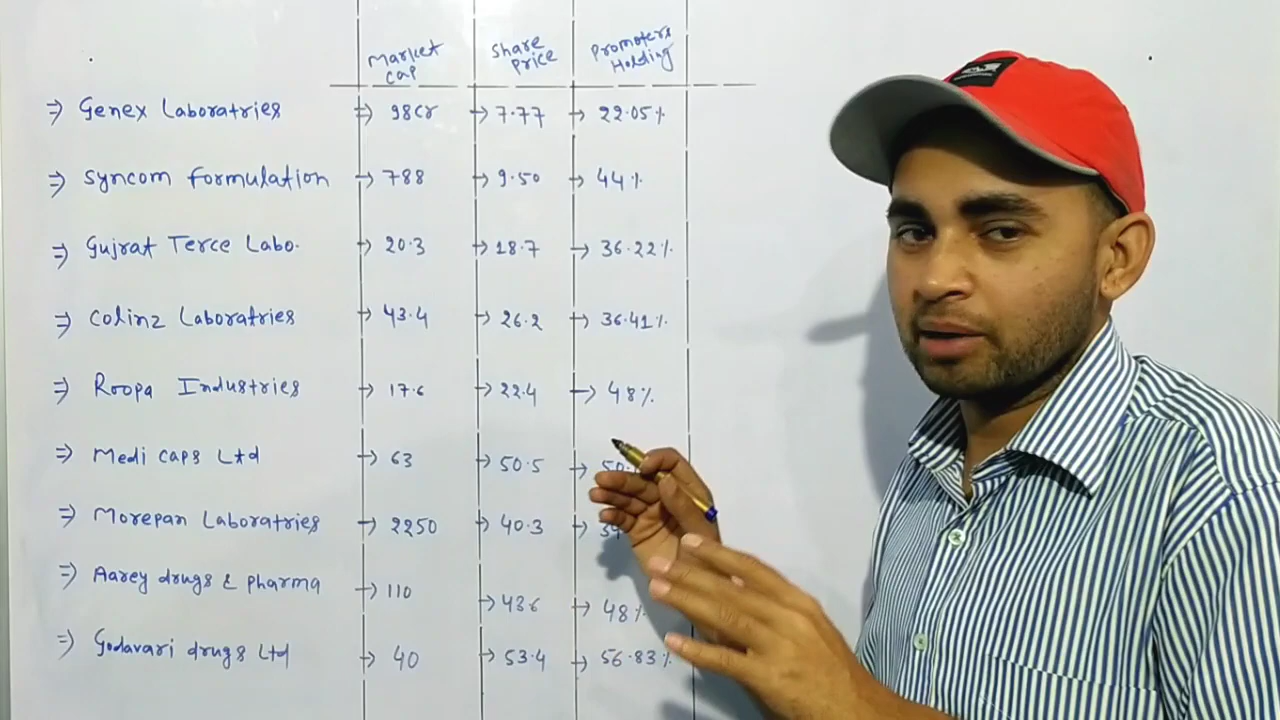 Market Cap Share Price Promoters Holding
⇒ Genex Laboratries → 98Cr → 7.77 → 22.05%
⇒ Syncom formulation → 788 → 9.50 → 44%
⇒ Gujrat Terce Labo. → 20.3 → 18.7 → 36.22%
⇒ Colinz Laboratries → 43.4 → 26.2 → 36.41%
⇒ Roopa Industries → 17.6 → 22.4 → 48%
⇒ Medi caps Ltd → 63 → 50.5 →
⇒ Morepan Laboratries → 2250 → 40.3 →
⇒ Aarey drugs & pharma → 110 → 43.6 → 48%
⇒ Godavari drugs Ltd → 40 → 53.4 → 56.83%